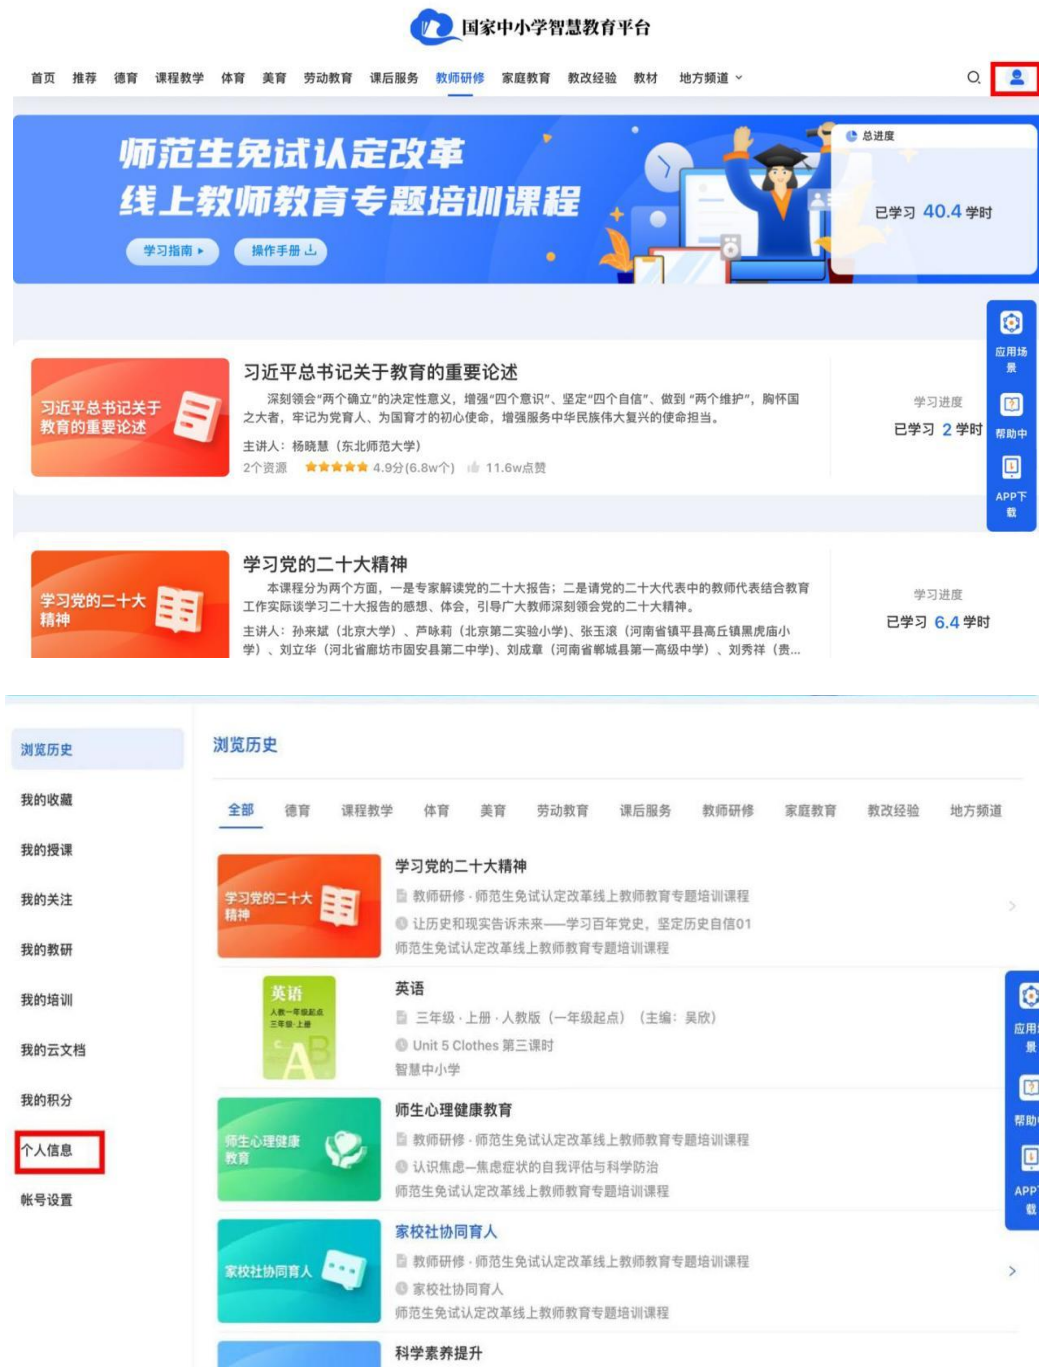 国家中小学智慧教育平台
首页 推荐 德育 课程教学 体育 美育 劳动教育 课后服务 教师研修 家庭教育 教改经验 教材 地方频道
师范生免试认定改革
线上教师教育专题培训课程
学习指南 操作手册
总进度
已学习 40.4 学时
应用场
景
帮助中
APP下
载
习近平总书记关于
教育的重要论述
习近平总书记关于教育的重要论述
深刻领会“两个确立”的决定性意义，增强“四个意识”、坚定“四个自信”、做到 “两个维护”，胸怀国
之大者，牢记为党育人、为国育才的初心使命，增强服务中华民族伟大复兴的使命担当。
主讲人：杨晓慧（东北师范大学）
2个资源 4.9分(6.8w个) 11.6w点赞
学习进度
已学习 2 学时
学习党的二十大
精神
学习党的二十大精神
本课程分为两个方面，一是专家解读党的二十大报告；二是请党的二十大代表中的教师代表结合教育
工作实际谈学习二十大报告的感想、体会，引导广大教师深刻领会党的二十大精神。
主讲人：孙来斌（北京大学）、芦咏莉（北京第二实验小学)、张玉滚（河南省镇平县高丘镇黑虎庙小
学）、刘立华（河北省廊坊市固安县第二中学)、刘成章（河南省郸城县第一高级中学）、刘秀祥（贵...
学习进度
已学习 6.4 学时
浏览历史
我的收藏
我的授课
我的关注
我的教研
我的培训
我的云文档
我的积分
个人信息
帐号设置
浏览历史
全部 德育 课程教学 体育 美育 劳动教育 课后服务 教师研修 家庭教育 教改经验 地方频道
学习党的二十大
精神
学习党的二十大精神
教师研修 · 师范生免试认定改革线上教师教育专题培训课程
让历史和现实告诉未来——学习百年党史，坚定历史自信01
师范生免试认定改革线上教师教育专题培训课程
英语
人教一年级起点
三年级·上册
C
A B
英语
三年级 · 上册 · 人教版（一年级起点）（主编：吴欣）
Unit 5 Clothes 第三课时
智慧中小学
师生心理健康
教育
师生心理健康教育
教师研修 · 师范生免试认定改革线上教师教育专题培训课程
认识焦虑—焦虑症状的自我评估与科学防治
师范生免试认定改革线上教师教育专题培训课程
家校社协同育人
家校社协同育人
教师研修 · 师范生免试认定改革线上教师教育专题培训课程
家校社协同育人
师范生免试认定改革线上教师教育专题培训课程
科学素养提升
应用
景
帮助
APP
载